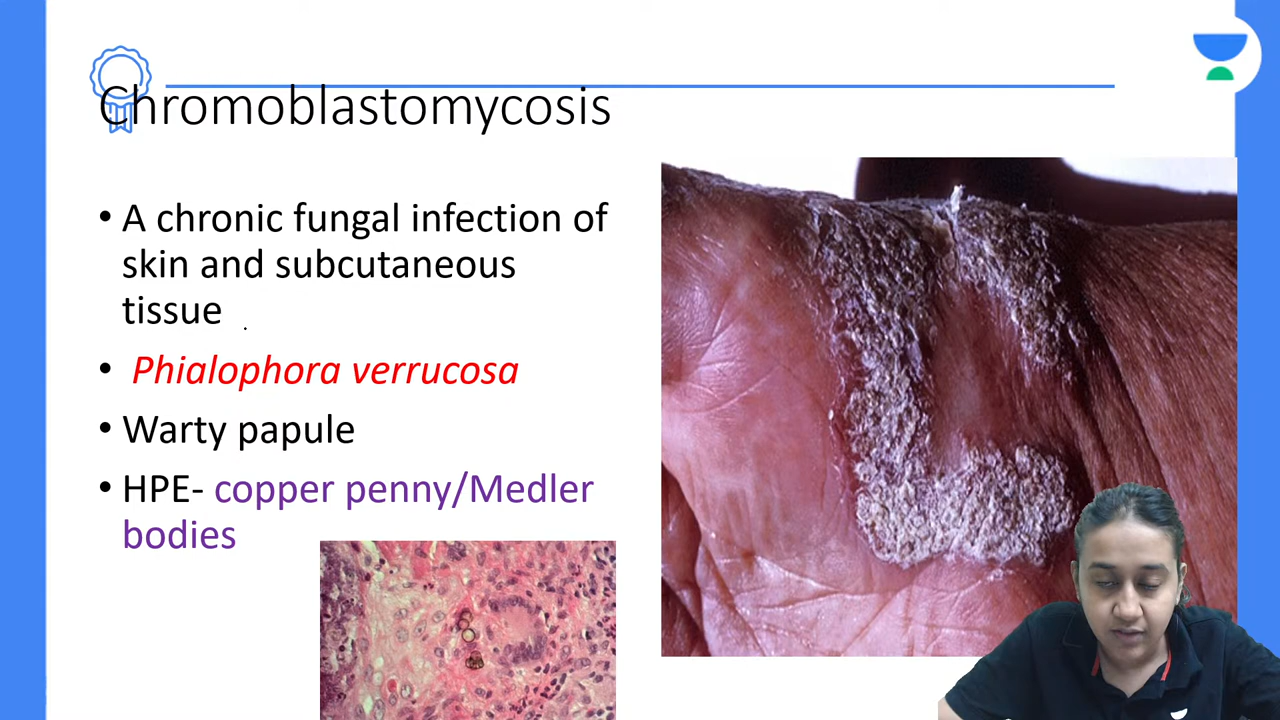 Chromoblastomycosis
• A chronic fungal infection of
skin and subcutaneous
tissue
• Phialophora verrucosa
• Warty papule
• HPE- copper penny/Medler
bodies